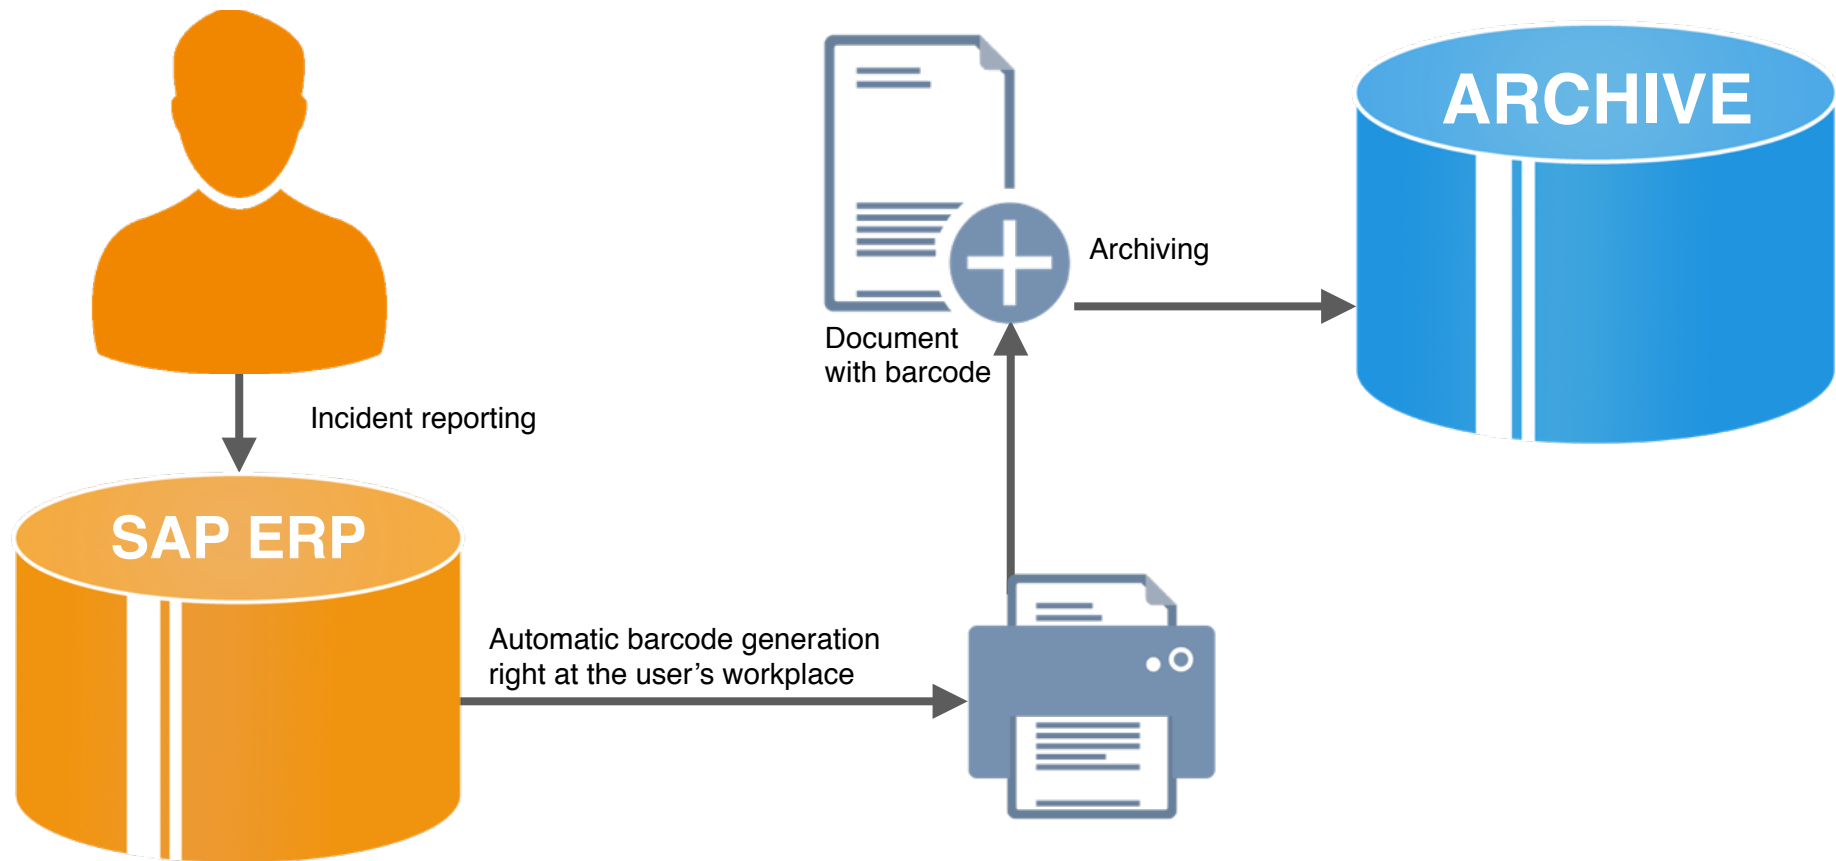 ARCHIVE
Archiving
Document
with barcode
Incident reporting
SAP ERP
Automatic barcode generation
right at the user’s workplace